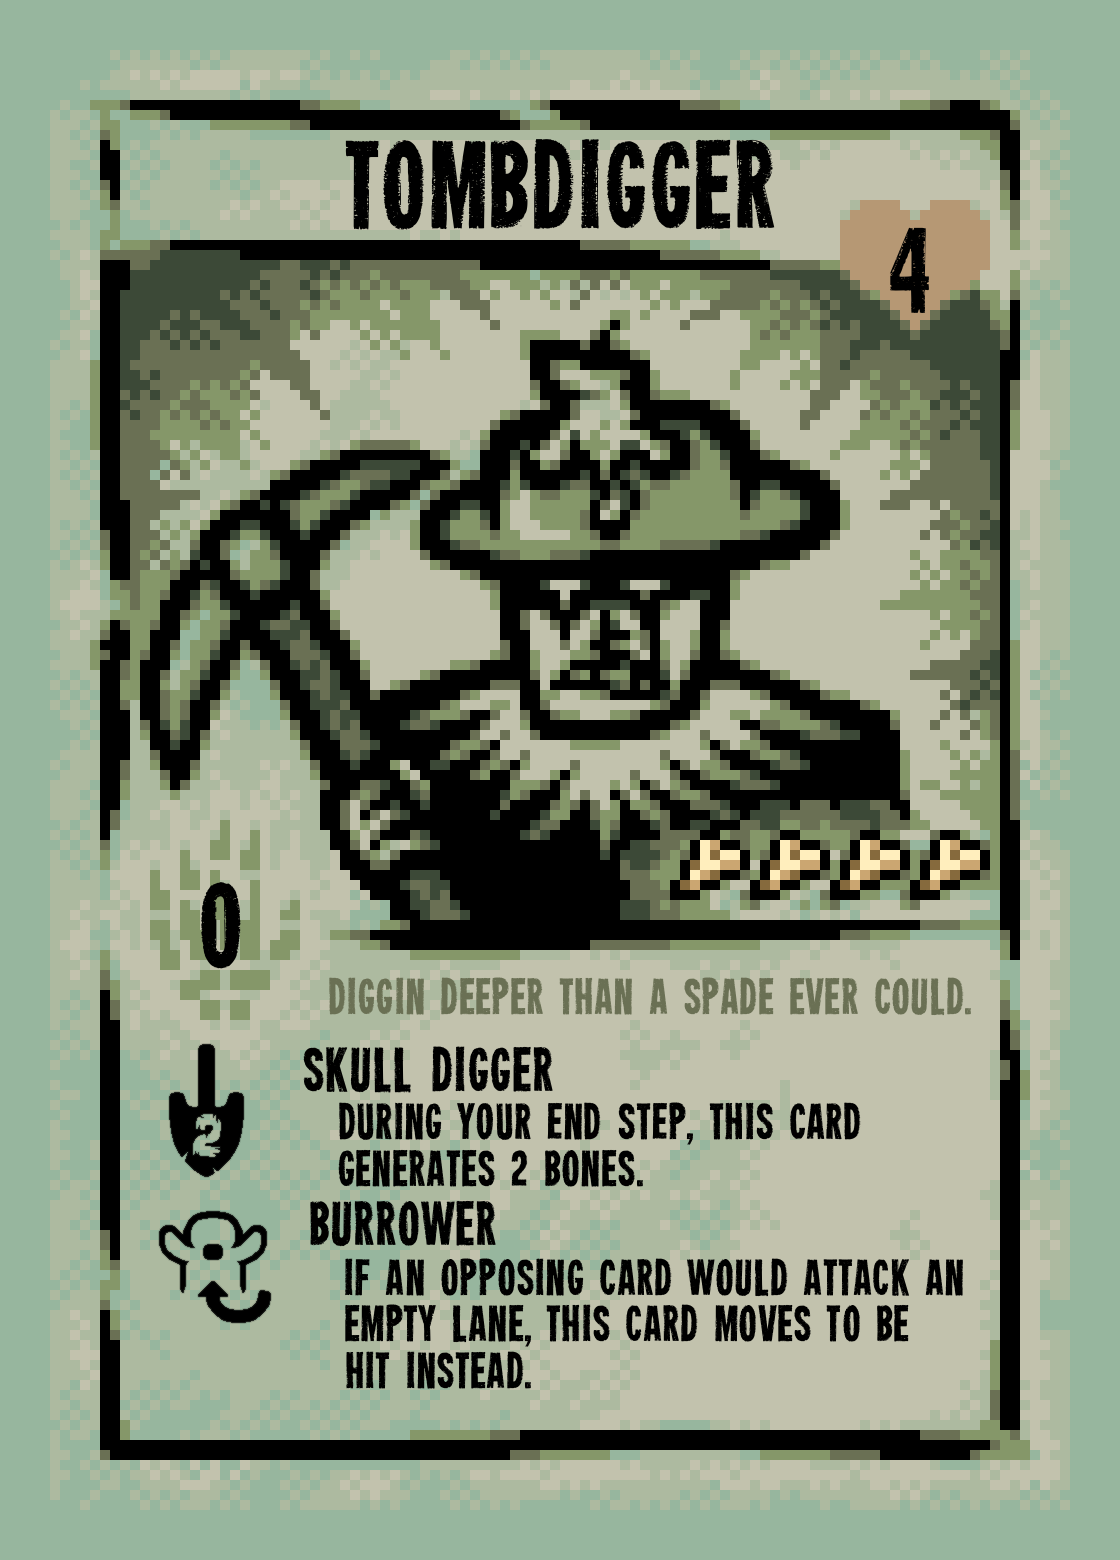 TOMBDIGGER
4
0
DIGGIN DEEPER THAN A SPADE EVER COULD.
SKULL DIGGER
2
DURING YOUR END STEP, THIS CARD
GENERATES 2 BONES.
BURROWER
IF AN OPPOSING CARD WOULD ATTACK AN
EMPTY LANE, THIS CARD MOVES TO BE
HIT INSTEAD.